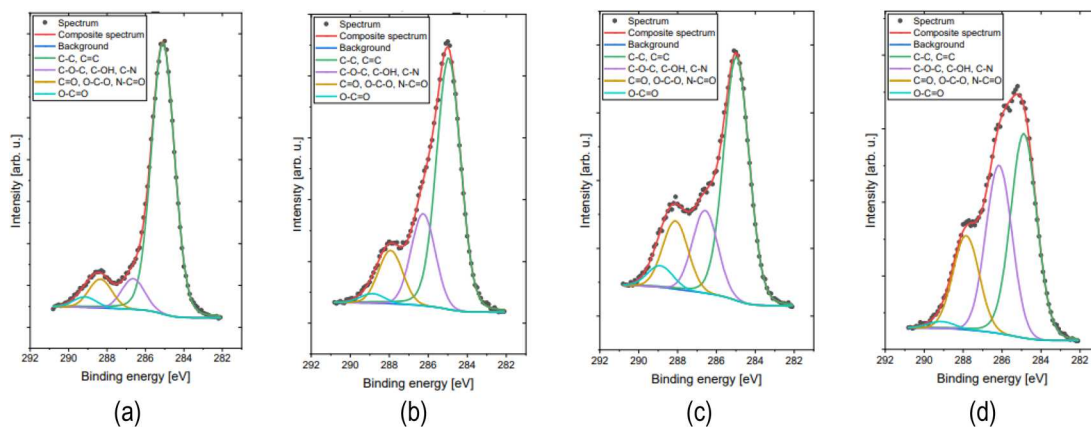 Spectrum
Composite spectrum
Background
C-C, C=C
C-O-C, C-OH, C-N
C=O, O-C-O, N-C=O
O-C=O
Intensity [arb. u.]
292 290 288 286 284 282
Binding energy [eV]
(a)
Spectrum
Composite spectrum
Background
C-C, C=C
C-O-C, C-OH, C-N
C=O, O-C-O, N-C=O
O-C=O
Intensity [arb. u.]
292 290 288 286 284 282
Binding energy [eV]
(b)
Spectrum
Composite spectrum
Background
C-C, C=C
C-O-C, C-OH, C-N
C=O, O-C-O, N-C=O
O-C=O
Intensity [arb. u.]
292 290 288 286 284 282
Binding energy [eV]
(c)
Spectrum
Composite spectrum
Background
C-C, C=C
C-O-C, C-OH, C-N
C=O, O-C-O, N-C=O
O-C=O
Intensity [arb. u.]
292 290 288 286 284 282
Binding energy [eV]
(d)